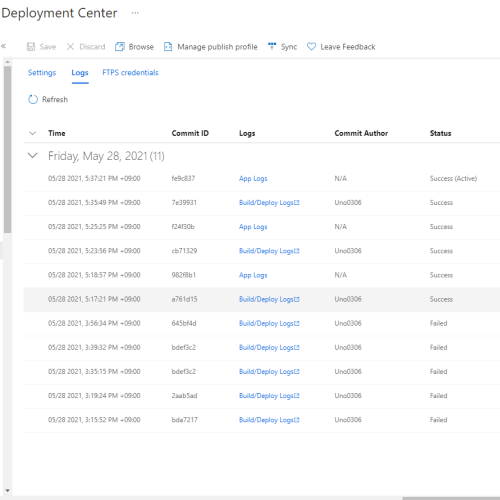 Deployment Center ...
« Save Discard Browse Manage publish profile Sync Leave Feedback
Settings Logs FTPS credentials
Refresh
Time Commit ID Logs Commit Author Status
Friday, May 28, 2021 (11)
05/28 2021, 5:37:21 PM +09:00 fe9c837 App Logs N/A Success (Active)
05/28 2021, 5:35:49 PM +09:00 7e39931 Build/Deploy Logs Uno0306 Success
05/28 2021, 5:25:25 PM +09:00 f24f30b App Logs N/A Success
05/28 2021, 5:23:56 PM +09:00 cb71329 Build/Deploy Logs Uno0306 Success
05/28 2021, 5:18:57 PM +09:00 982f8b1 App Logs N/A Success
05/28 2021, 5:17:21 PM +09:00 a761d15 Build/Deploy Logs Uno0306 Success
05/28 2021, 3:56:34 PM +09:00 645bf4d Build/Deploy Logs Uno0306 Failed
05/28 2021, 3:39:32 PM +09:00 bdef3c2 Build/Deploy Logs Uno0306 Failed
05/28 2021, 3:35:15 PM +09:00 bdef3c2 Build/Deploy Logs Uno0306 Failed
05/28 2021, 3:19:24 PM +09:00 2aab5ad Build/Deploy Logs Uno0306 Failed
05/28 2021, 3:15:52 PM +09:00 bda7217 Build/Deploy Logs Uno0306 Failed